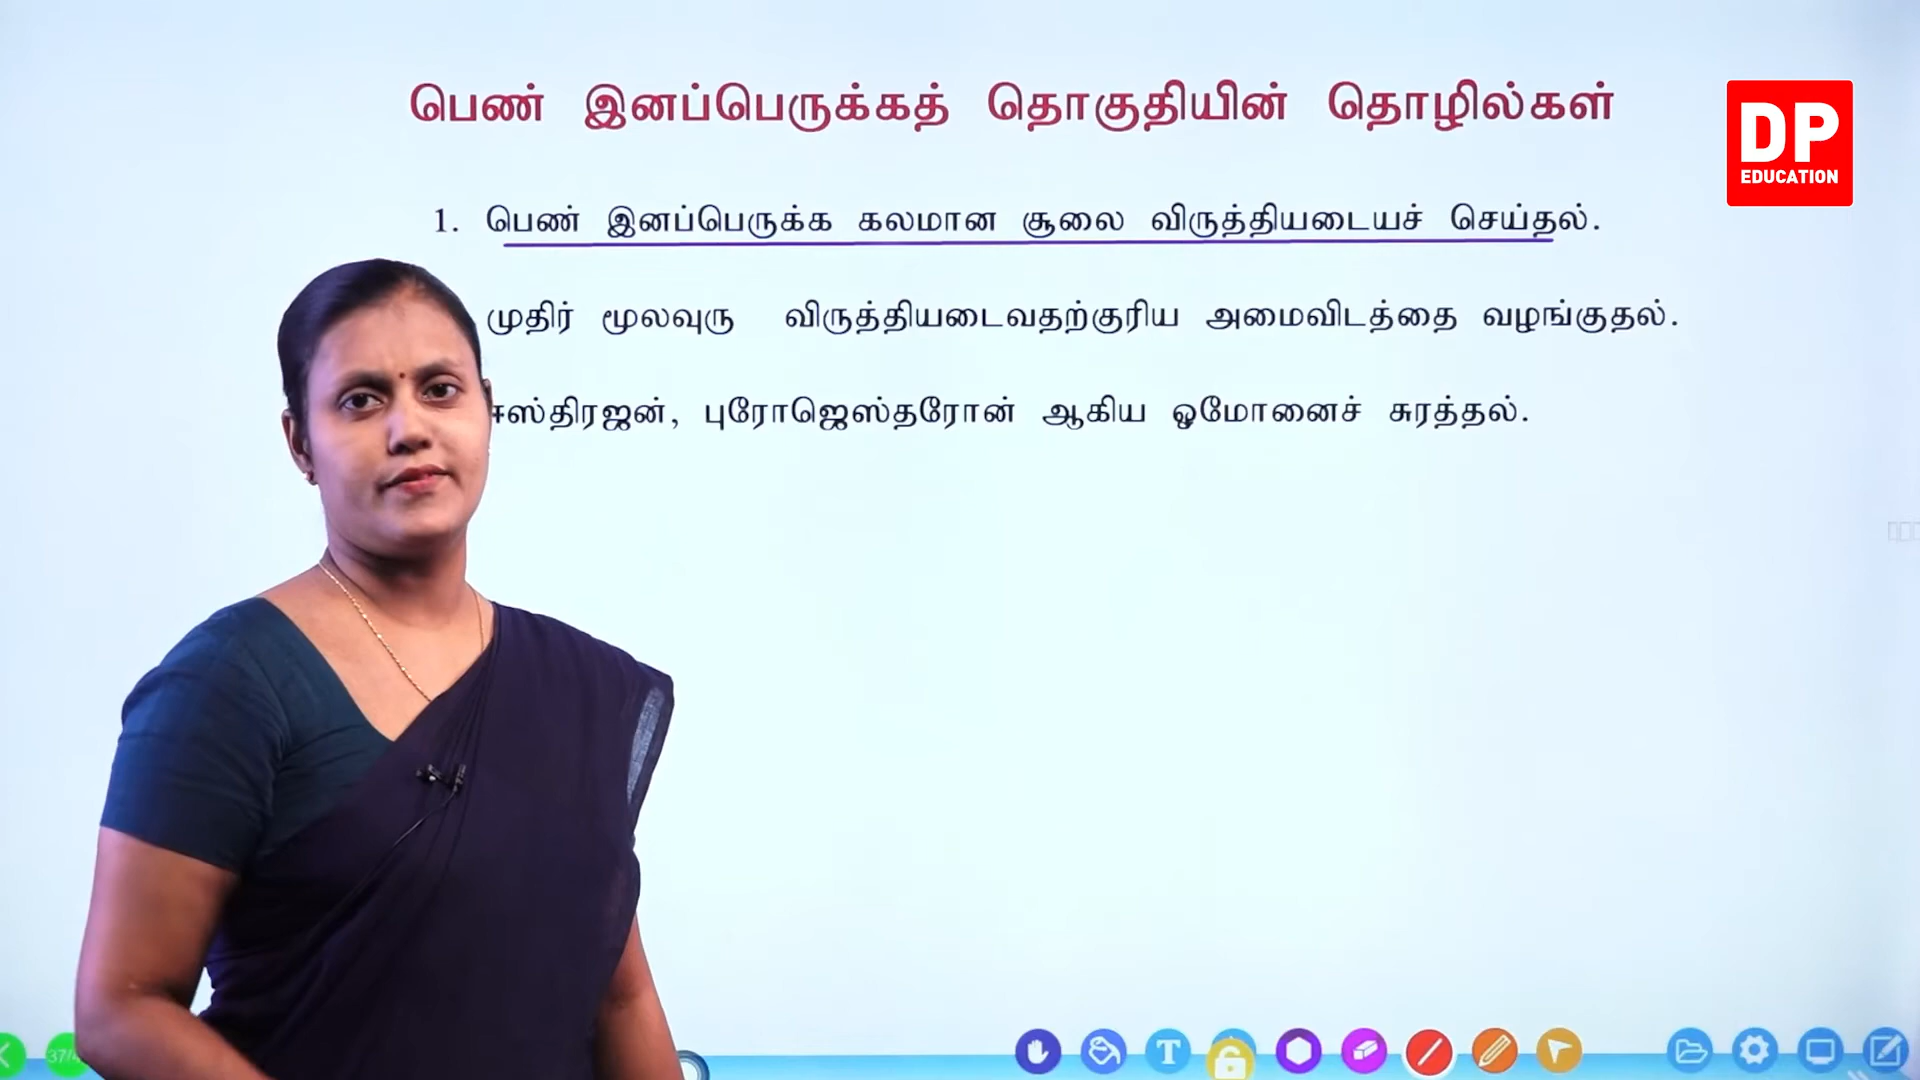 பெண் இனப்பெருக்கத் தொகுதியின் தொழில்கள்
DP
EDUCATION
1. பெண் இனப்பெருக்க கலமான சூலை விருத்தியடையச் செய்தல்.
முதிர் மூலவுரு விருத்தியடைவதற்குரிய அமைவிடத்தை வழங்குதல்.
ஈஸ்திரஜன், புரோஜெஸ்தரோன் ஆகிய ஓமோனைச் சுரத்தல்.
T